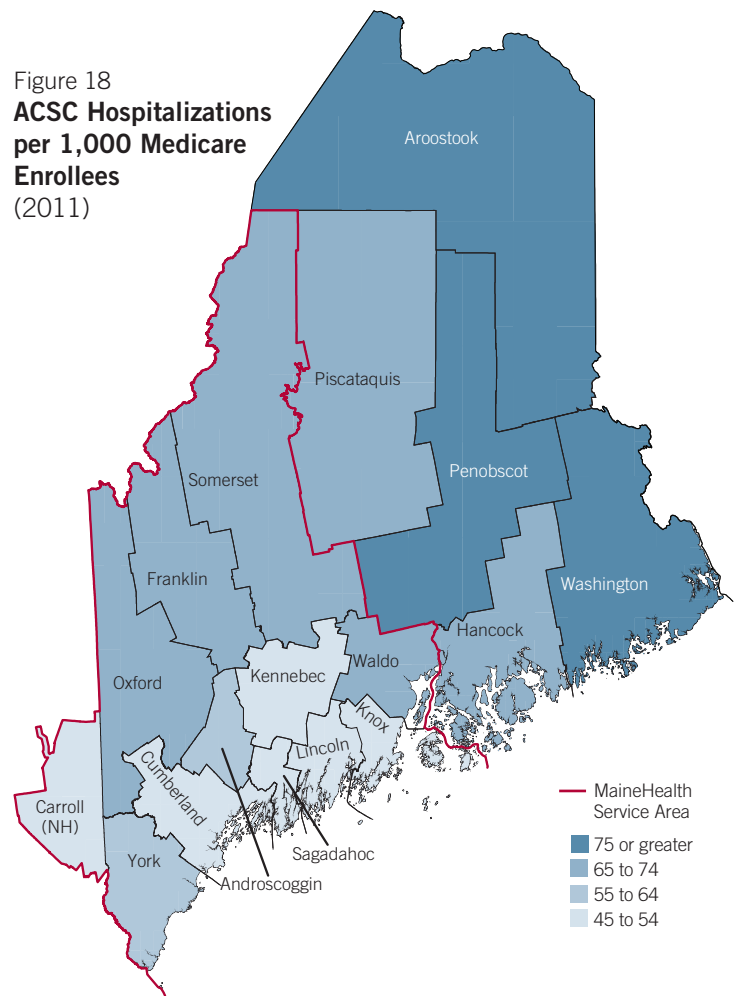 Figure 18
ACSC Hospitalizations
per 1,000 Medicare
Enrollees
(2011)
Aroostook
Piscataquis
Somerset
Penobscot
Franklin
Washington
Hancock
Waldo
Kennebec
Oxford
Knox
Lincoln
Cumberland
Carroll
(NH)
York
Sagadahoc
Androscoggin
MaineHealth
Service Area
75 or greater
65 to 74
55 to 64
45 to 54